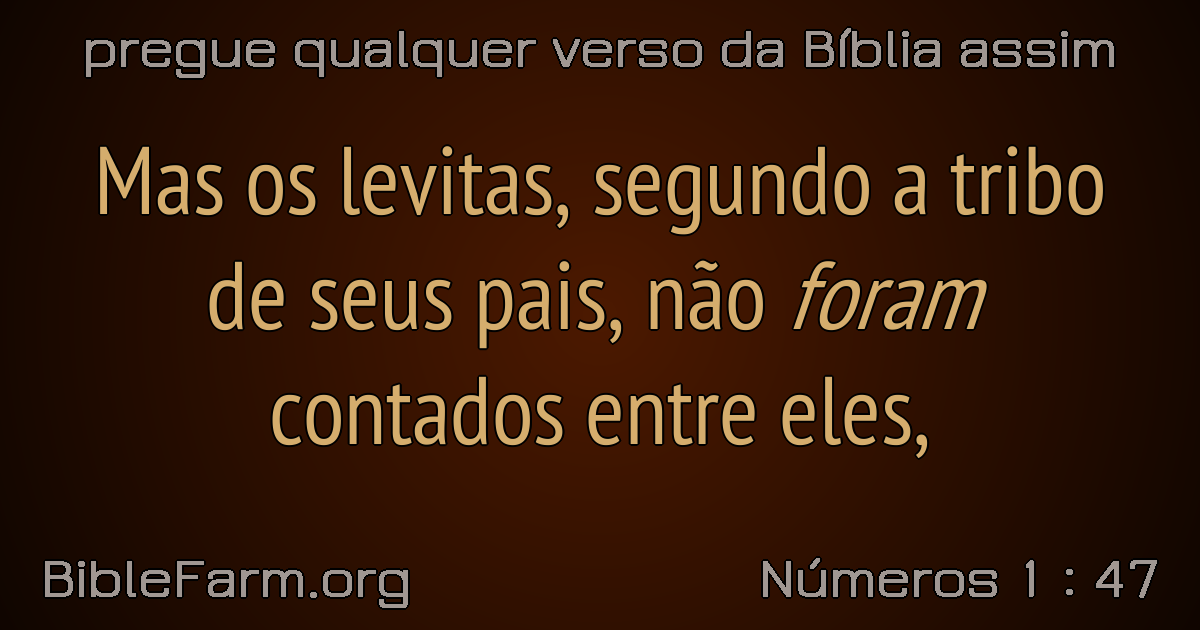 pregue qualquer verso da Bíblia assim
Mas os levitas, segundo a tribo
de seus pais, não foram
contados entre eles,
BibleFarm.org
Números 1 : 47